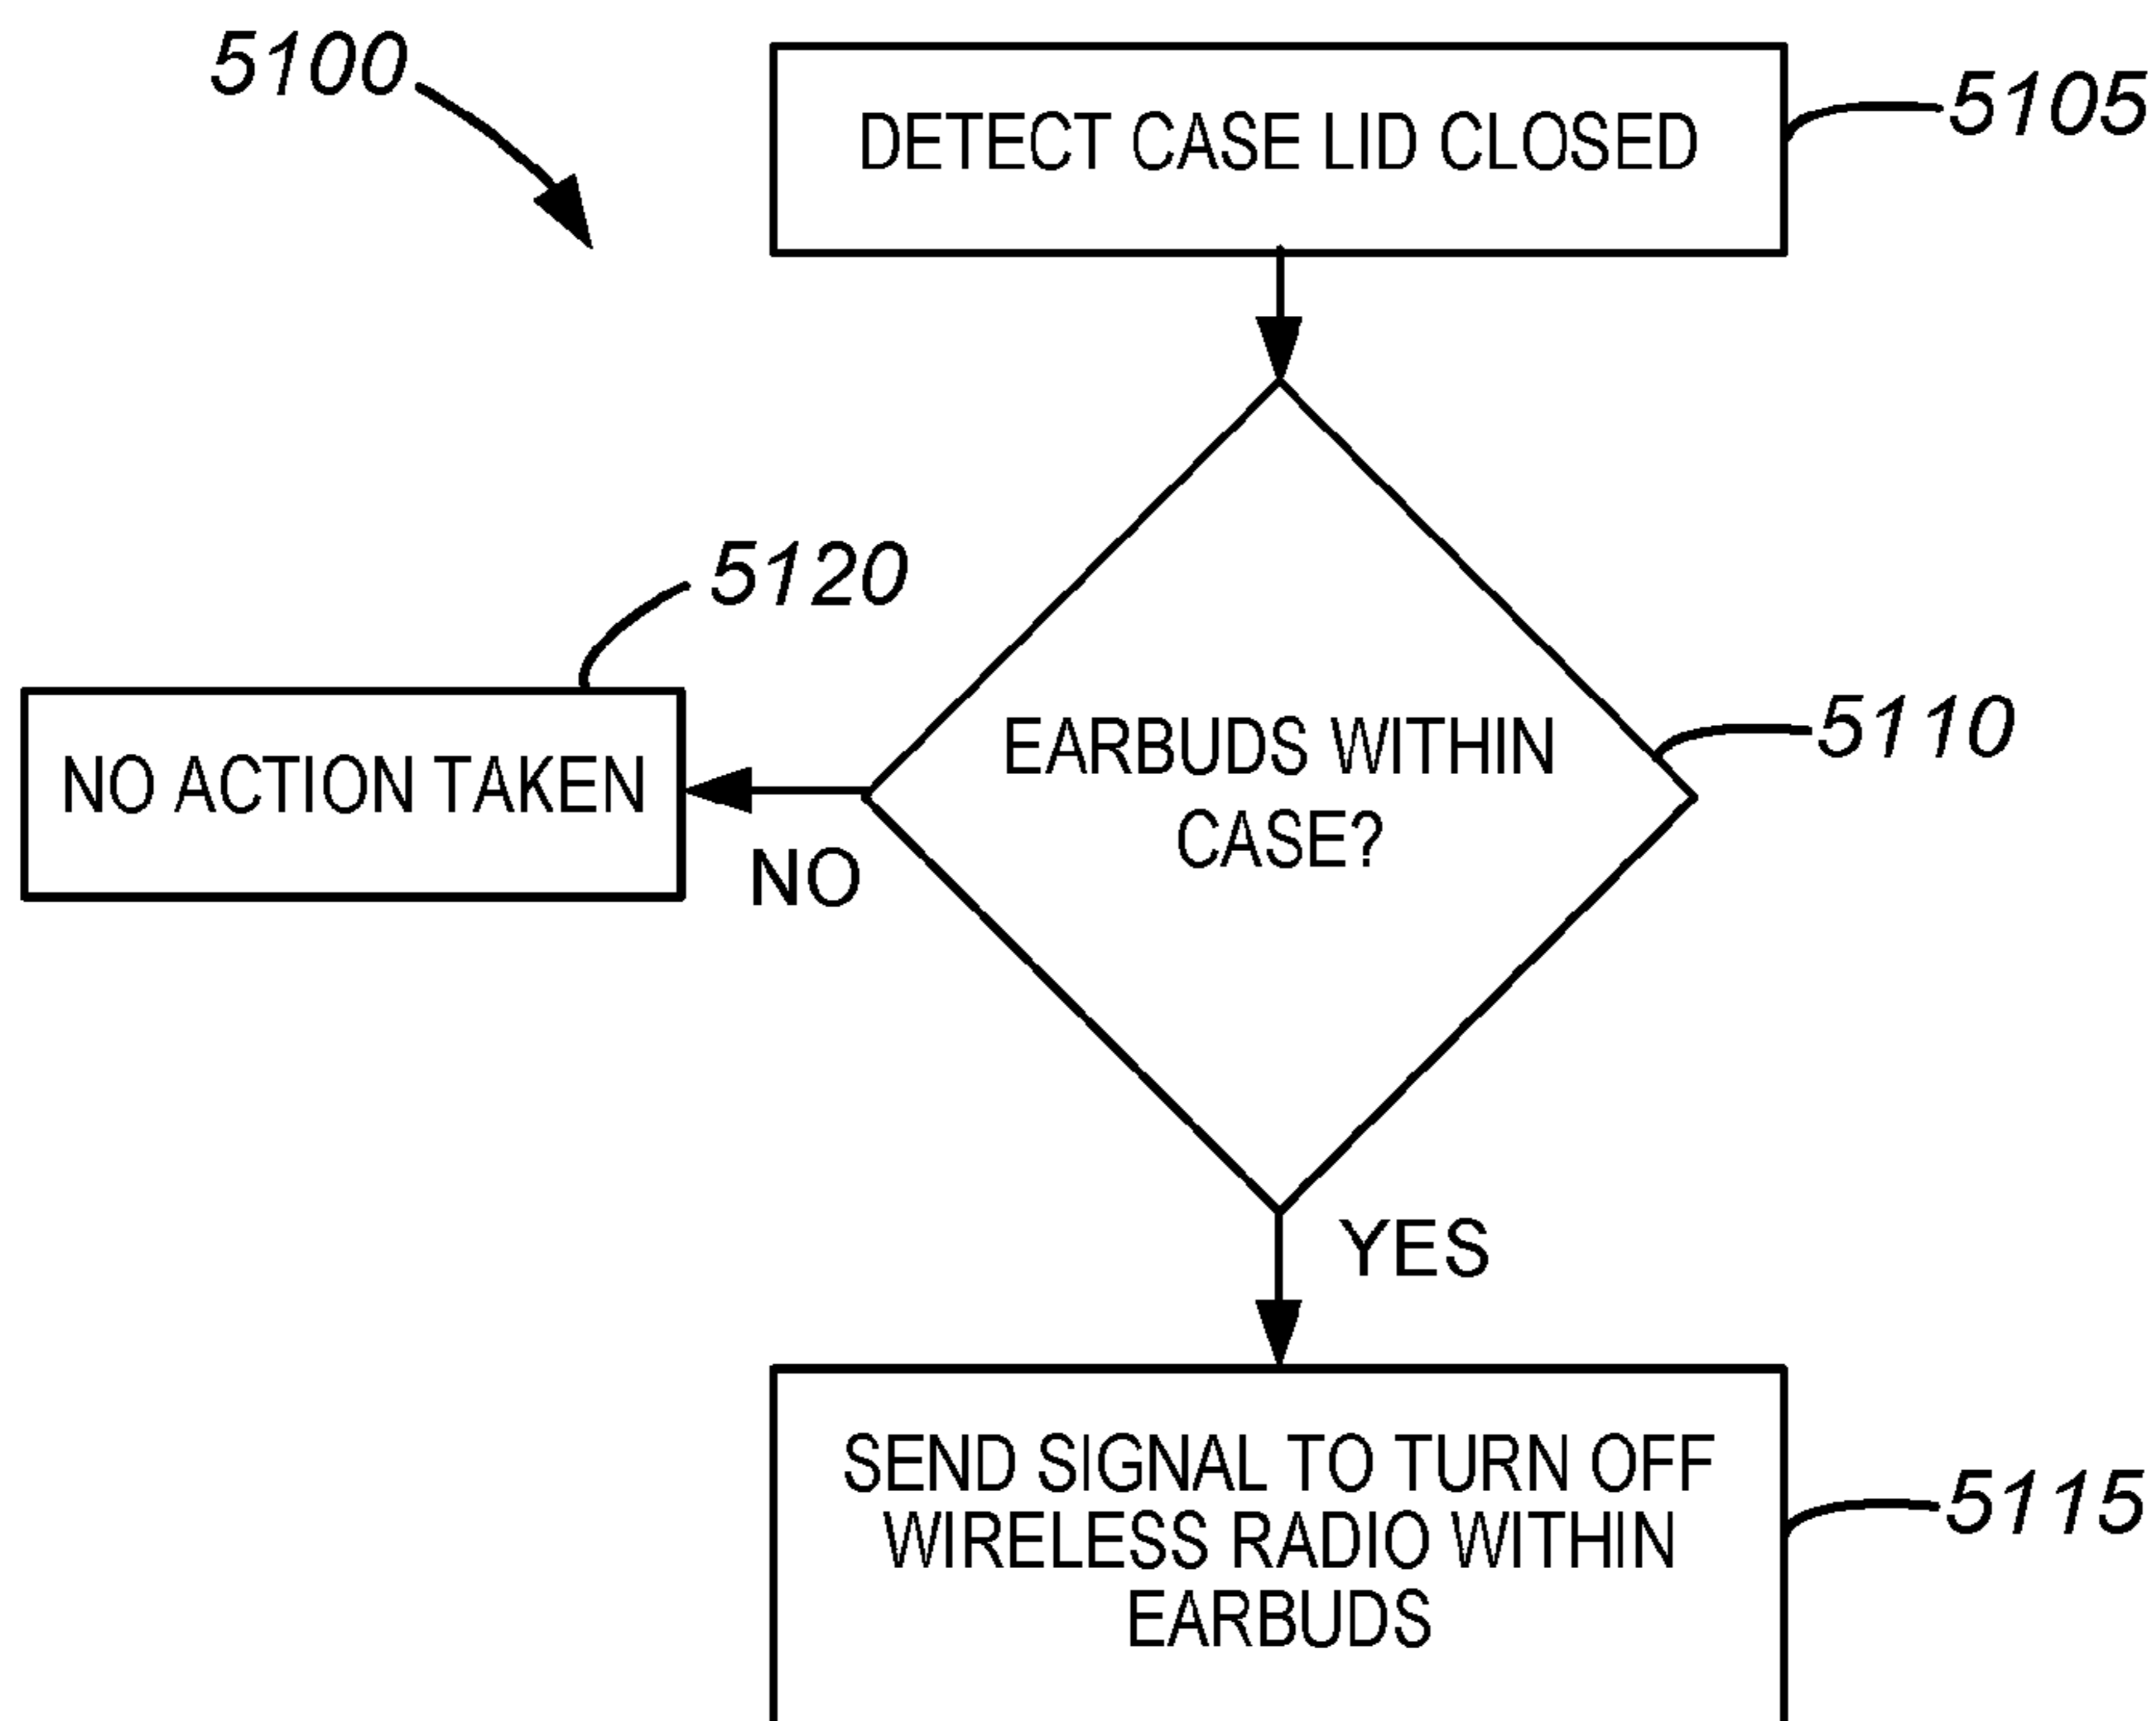 5100
DETECT CASE LID CLOSED
5105
5120
NO ACTION TAKEN
NO
EARBUDS WITHIN
CASE?
5110
YES
SEND SIGNAL TO TURN OFF
WIRELESS RADIO WITHIN
EARBUDS
5115